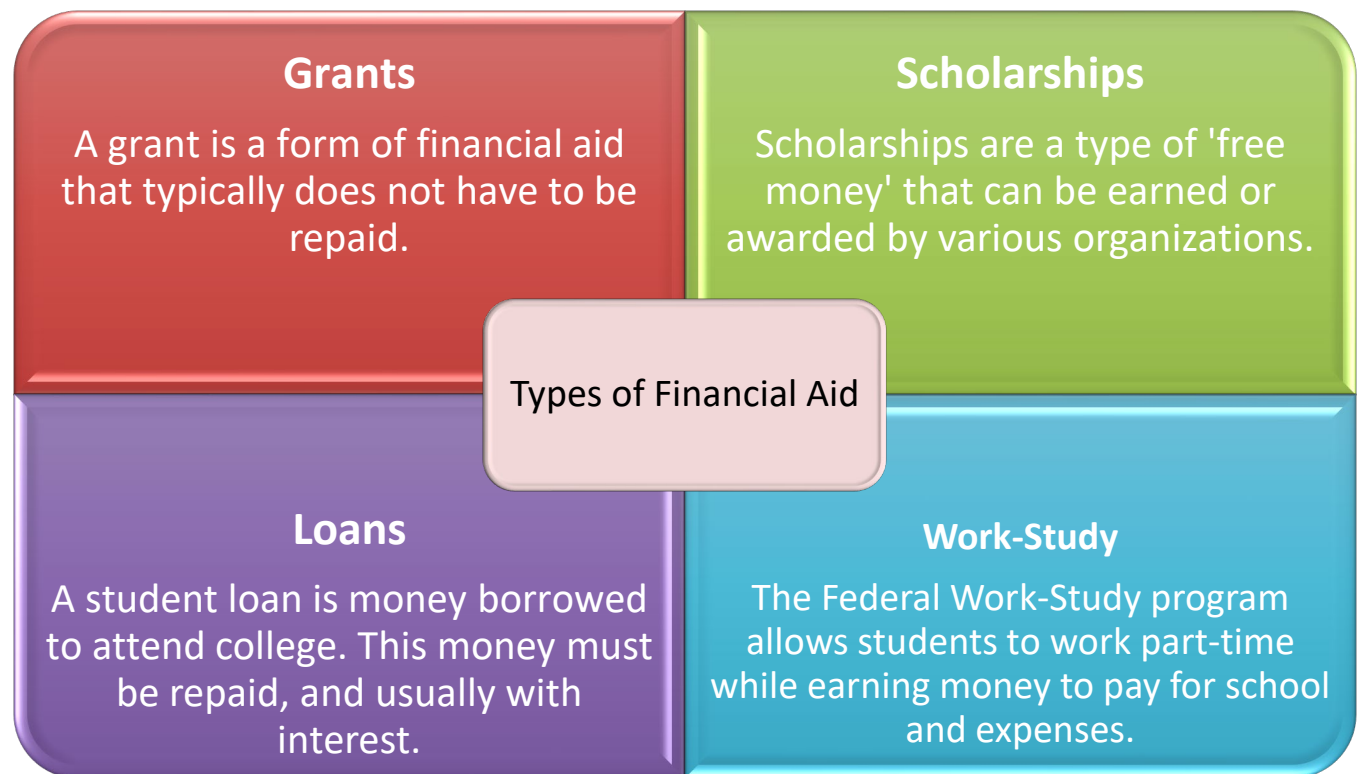 Grants
A grant is a form of financial aid
that typically does not have to be
repaid.
Scholarships
Scholarships are a type of 'free
money' that can be earned or
awarded by various organizations.
Types of Financial Aid
Loans
A student loan is money borrowed
to attend college. This money must
be repaid, and usually with
interest.
Work-Study
The Federal Work-Study program
allows students to work part-time
while earning money to pay for school
and expenses.